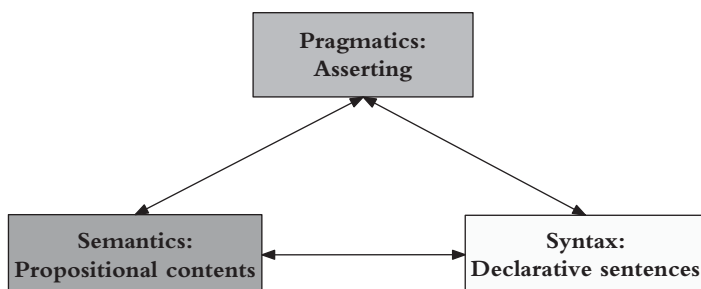 Pragmatics:
Asserting
Semantics:
Propositional contents
Syntax:
Declarative sentences